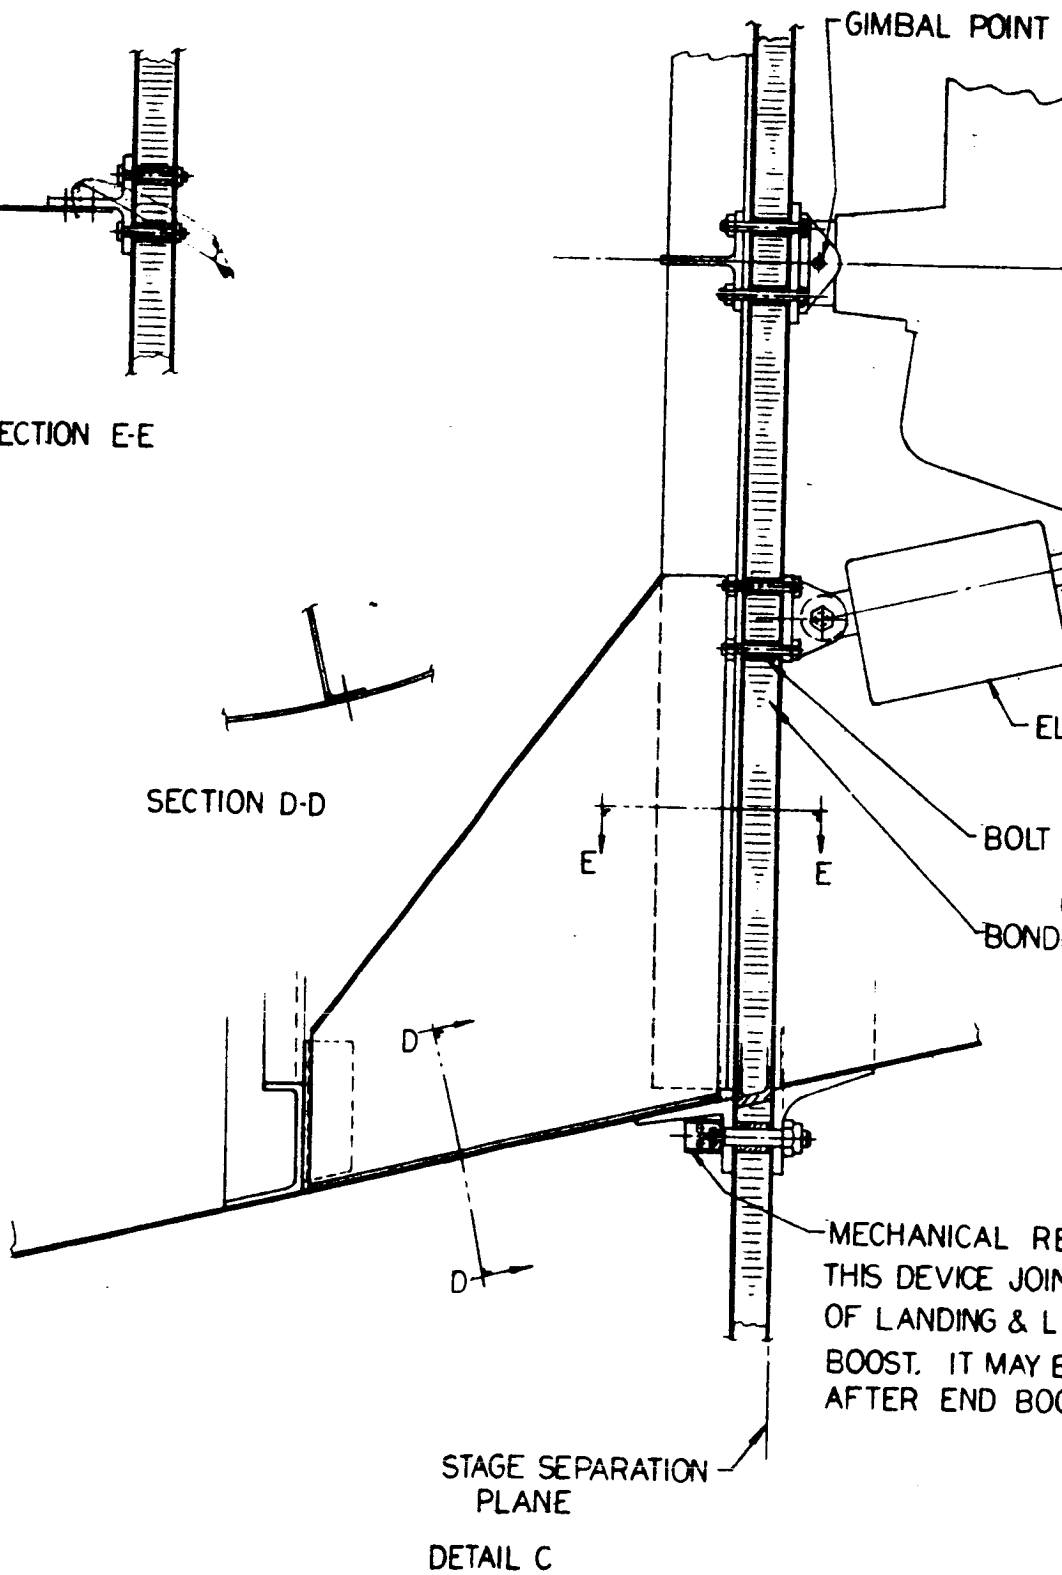 GIMBAL POINT
ECTION E-E
SECTION D-D
EL
BOLT
E
E
BOND
D
D
MECHANICAL RE
THIS DEVICE JOIN
OF LANDING & L
BOOST. IT MAY B
AFTER END BOO
STAGE SEPARATION
PLANE
DETAIL C